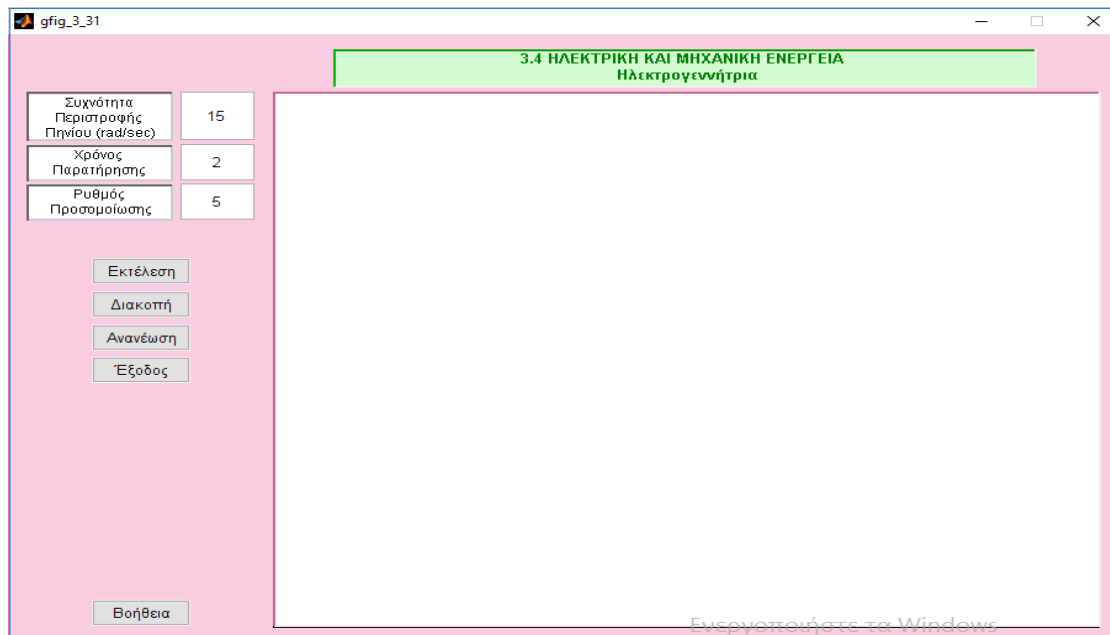 gfig_3_31
3.4 ΗΛΕΚΤΡΙΚΗ ΚΑΙ ΜΗΧΑΝΙΚΗ ΕΝΕΡΓΕΙΑ
Ηλεκτρογεννήτρια
Συχνότητα
Περιστροφής
Πηνίου (rad/sec)
15
Χρόνος
Παρατήρησης
2
Ρυθμός
Προσομοίωσης
5
Εκτέλεση
Διακοπή
Ανανέωση
Έξοδος
Βοήθεια
Ενεργοποιήστε τα Windows